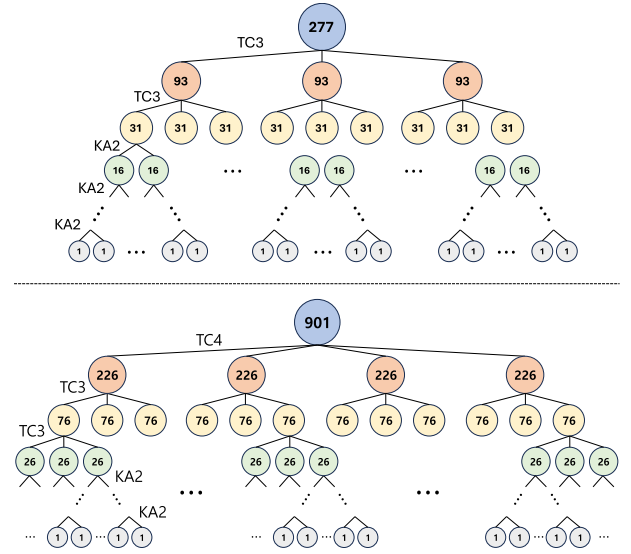 277
TC3
93 93 93
TC3
31 31 31 31 31 31 31 31 31
KA2
16 16 ... 16 16 ... 16 16
KA2
KA2
1 1 ... 1 1 1 1 ... 1 1 1 1 ... 1 1
901
TC4
226 226 226 226
TC3
76 76 76 76 76 76 76 76 76 76 76 76
TC3
26 26 26 26 26 26 26 26 26
KA2
... ...
KA2
... 1 1 ... 1 1 ... 1 1 ... 1 1 1 1 ... 1 1 ...